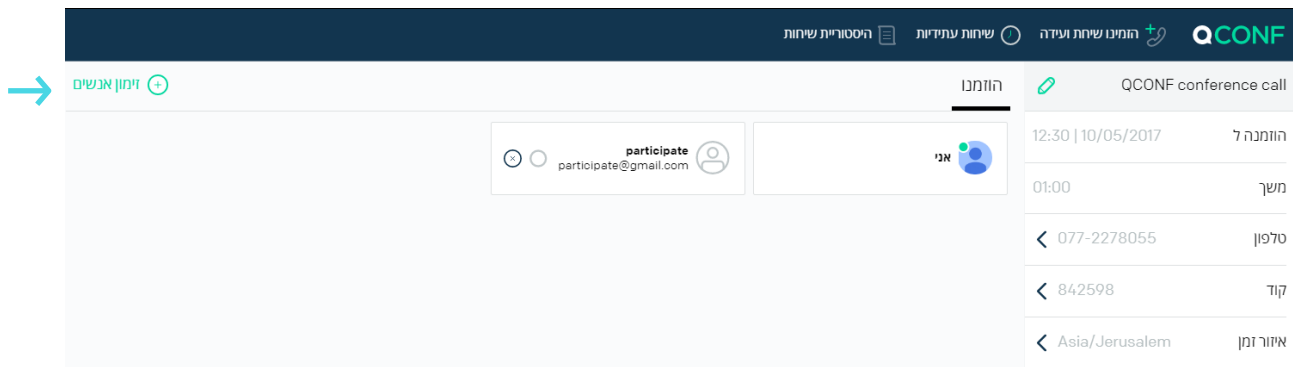 QCONF
הזמינו שיחת ועידה
שיחות עתידיות
היסטוריית שיחות
QCONF conference call
הוזמנו
זימון אנשים
הוזמנה ל 12:30 | 10/05/2017
משך 01:00
טלפון 077-2278055
קוד 842598
איזור זמן Asia/Jerusalem
אני
participate
participate@gmail.com